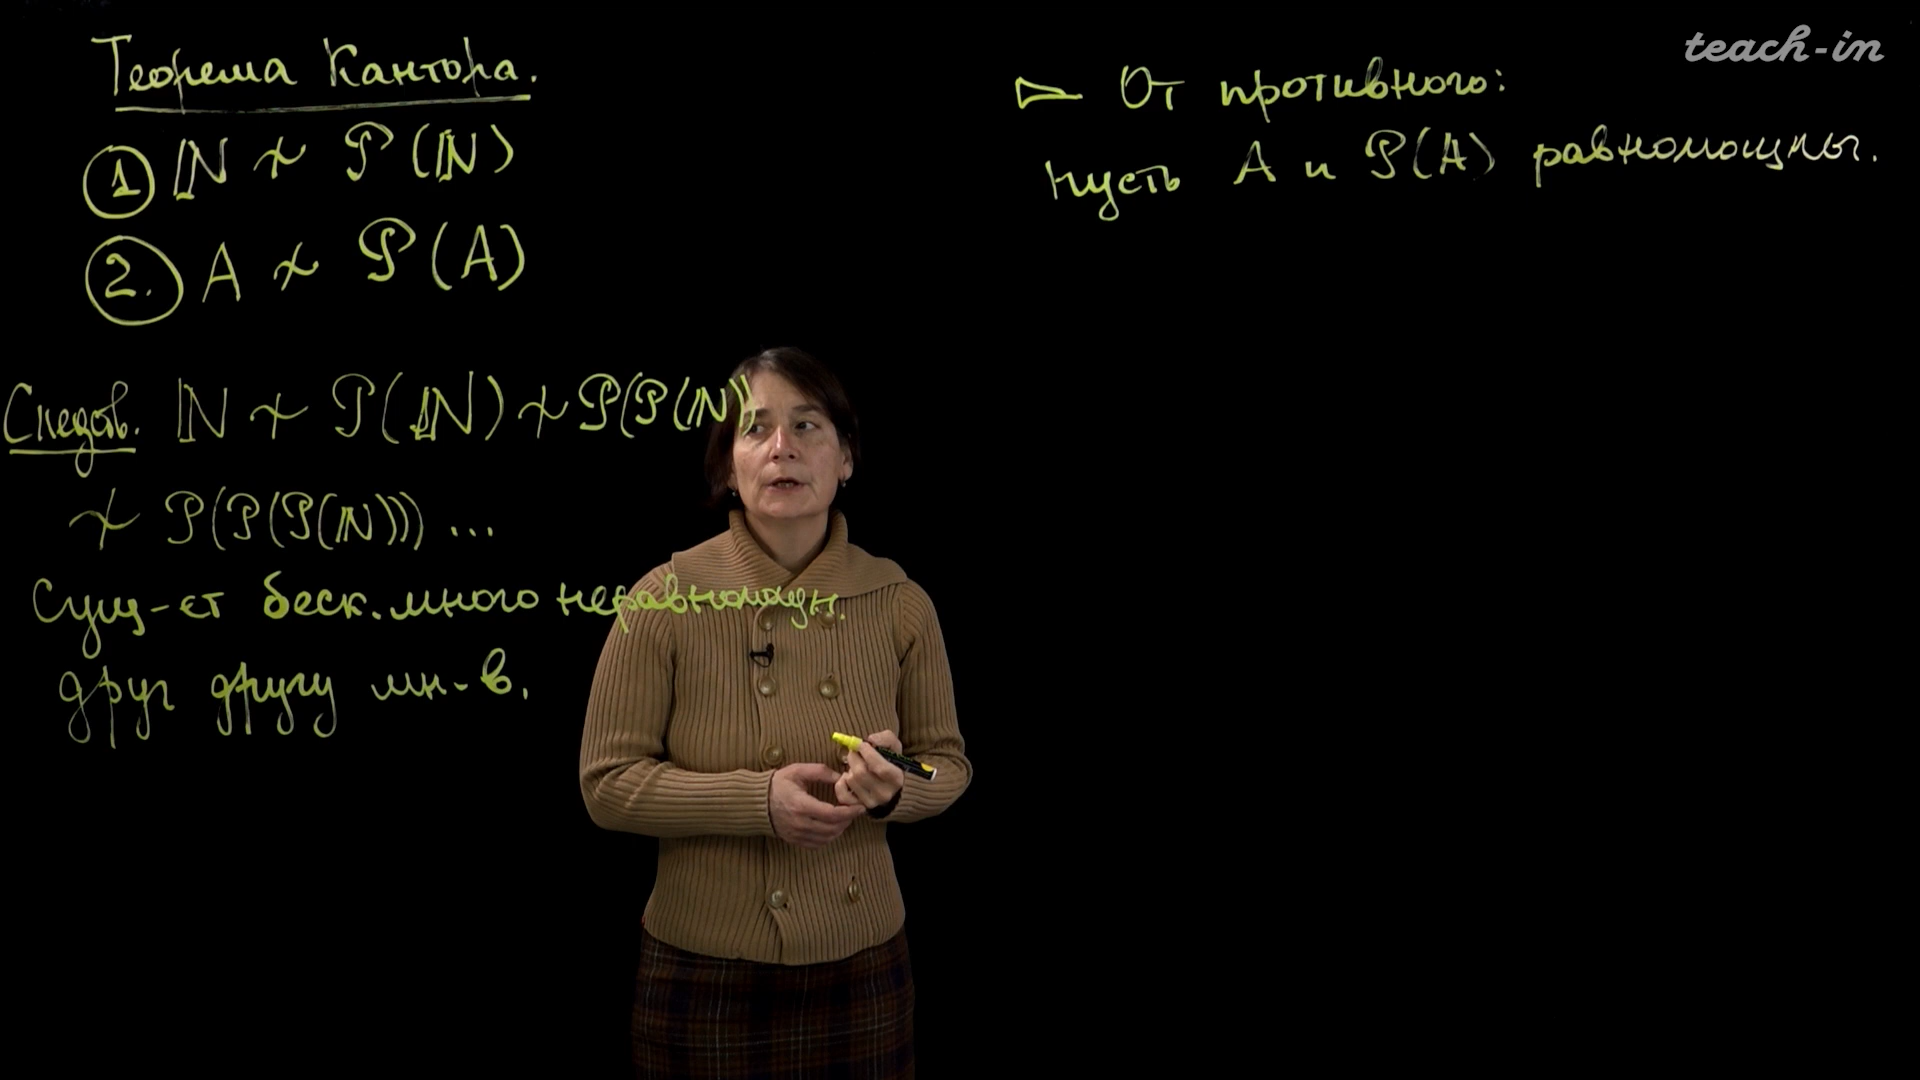 Теорема Кантора.
① ℕ ≁ 𝒫(ℕ)
②. A ≁ 𝒫(A)
Следств. ℕ ≁ 𝒫(ℕ) ≁ 𝒫(𝒫(ℕ))
≁ 𝒫(𝒫(𝒫(ℕ))) ...
Сущ-ет беск. много неравномощн.
друг другу мн-в.
teach-in
▻ От противного:
Пусть A и 𝒫(A) равномощны.